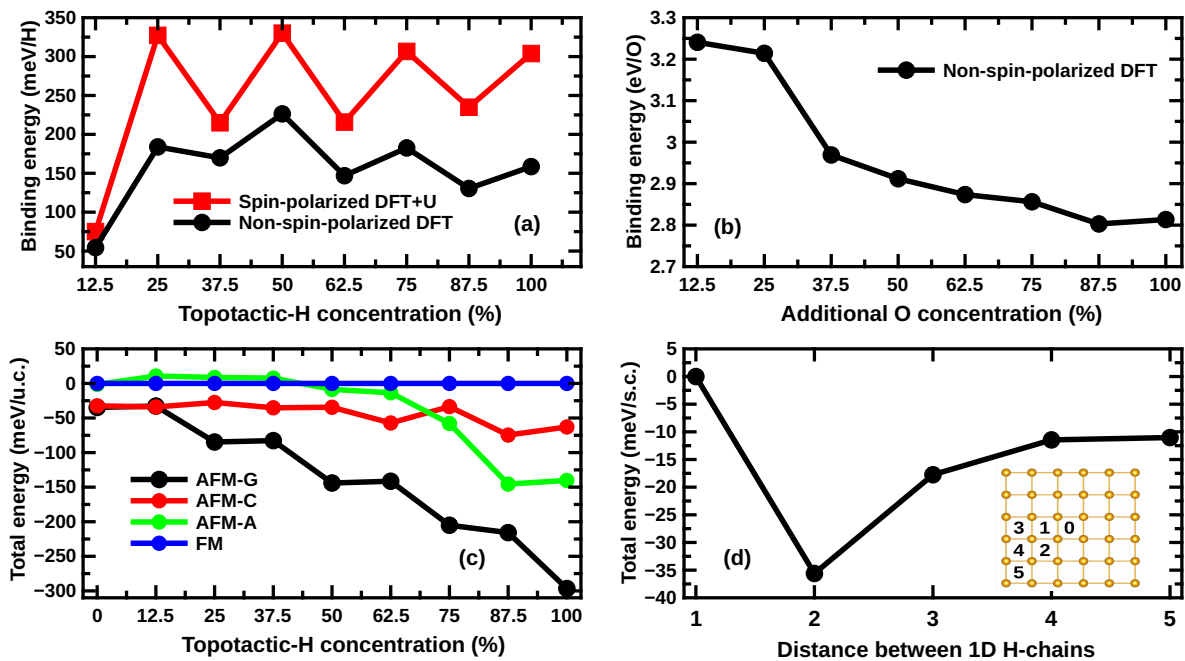 350
300
250
200
150
100
50
Binding energy (meV/H)
Spin-polarized DFT+U
Non-spin-polarized DFT
(a)
12.5 25 37.5 50 62.5 75 87.5 100
Topotactic-H concentration (%)
3.3
3.2
3.1
3
2.9
2.8
2.7
Binding energy (eV/O)
Non-spin-polarized DFT
(b)
12.5 25 37.5 50 62.5 75 87.5 100
Additional O concentration (%)
50
0
−50
−100
−150
−200
−250
−300
Total energy (meV/u.c.)
AFM-G
AFM-C
AFM-A
FM
(c)
0 12.5 25 37.5 50 62.5 75 87.5 100
Topotactic-H concentration (%)
5
0
−5
−10
−15
−20
−25
−30
−35
−40
Total energy (meV/s.c.)
(d)
3 1 0
4 2
5
1 2 3 4 5
Distance between 1D H-chains